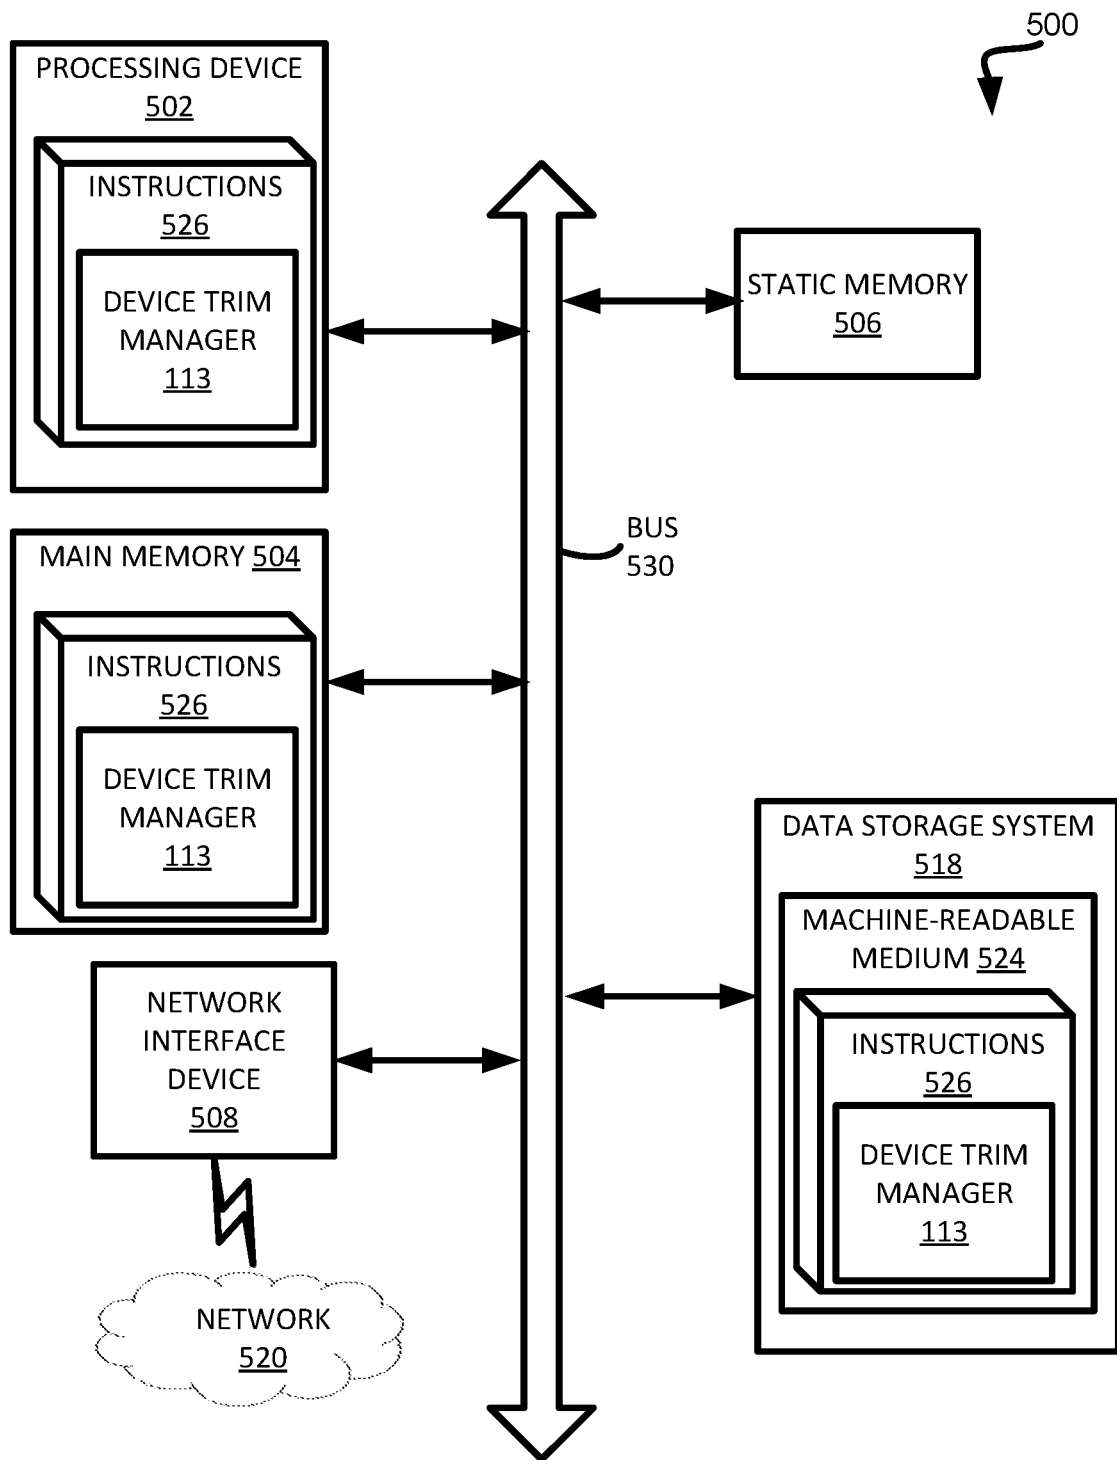 500
PROCESSING DEVICE
502
INSTRUCTIONS
526
DEVICE TRIM
MANAGER
113
STATIC MEMORY
506
BUS
530
MAIN MEMORY 504
INSTRUCTIONS
526
DEVICE TRIM
MANAGER
113
DATA STORAGE SYSTEM
518
MACHINE-READABLE
MEDIUM 524
INSTRUCTIONS
526
DEVICE TRIM
MANAGER
113
NETWORK
INTERFACE
DEVICE
508
NETWORK
520